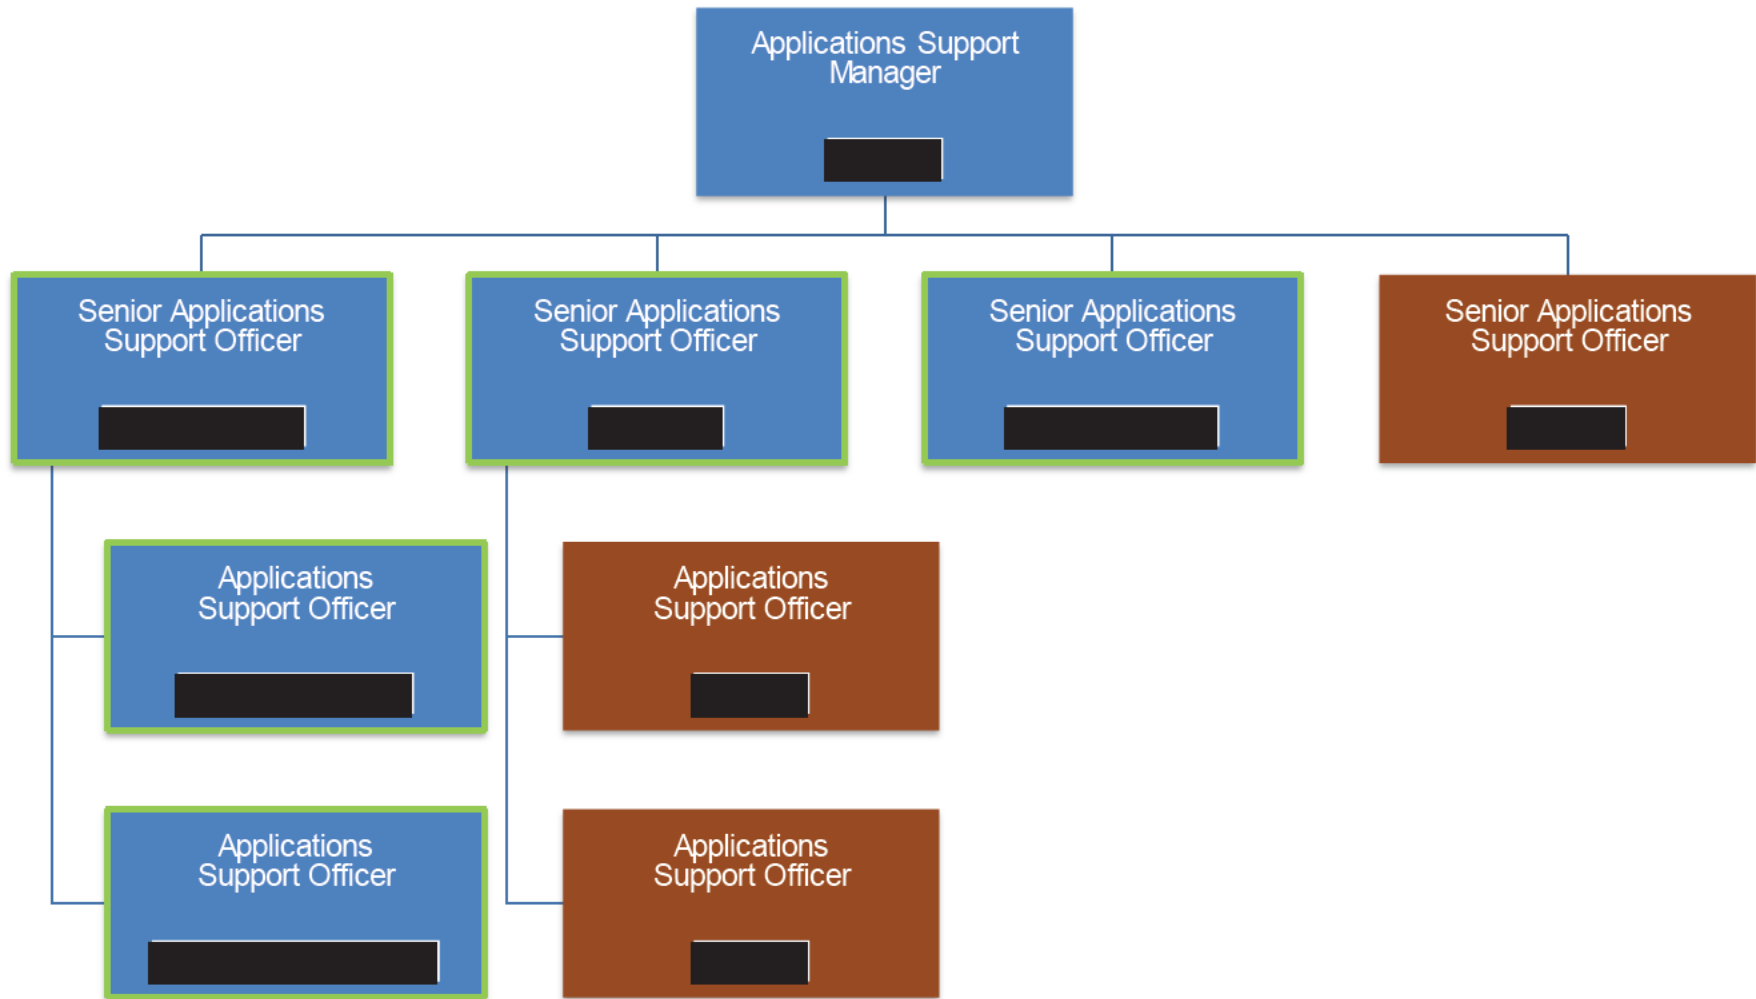 Applications Support
Manager
Senior Applications
Support Officer
Senior Applications
Support Officer
Senior Applications
Support Officer
Senior Applications
Support Officer
Applications
Support Officer
Applications
Support Officer
Applications
Support Officer
Applications
Support Officer